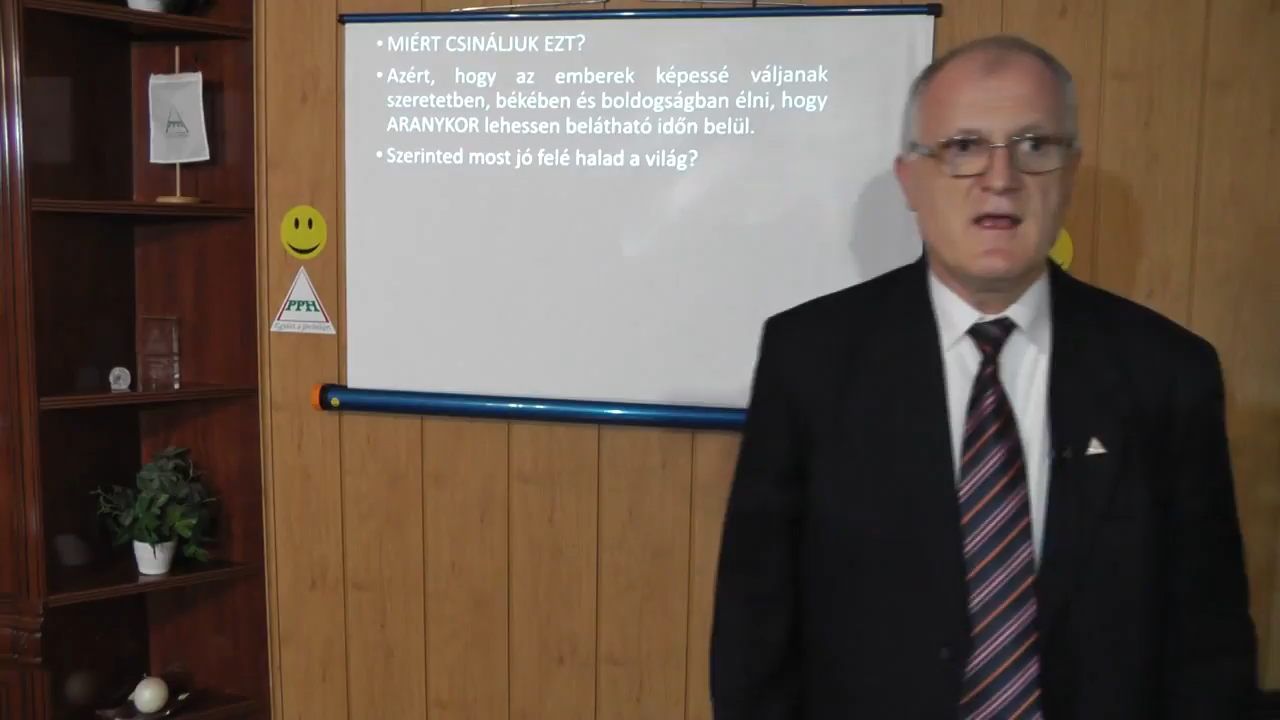 • MIÉRT CSINÁLJUK EZT?
• Azért, hogy az emberek képessé váljanak
szeretetben, békében és boldogságban élni, hogy
ARANYKOR lehessen belátható időn belül.
• Szerinted most jó felé halad a világ?
PPH
PPH